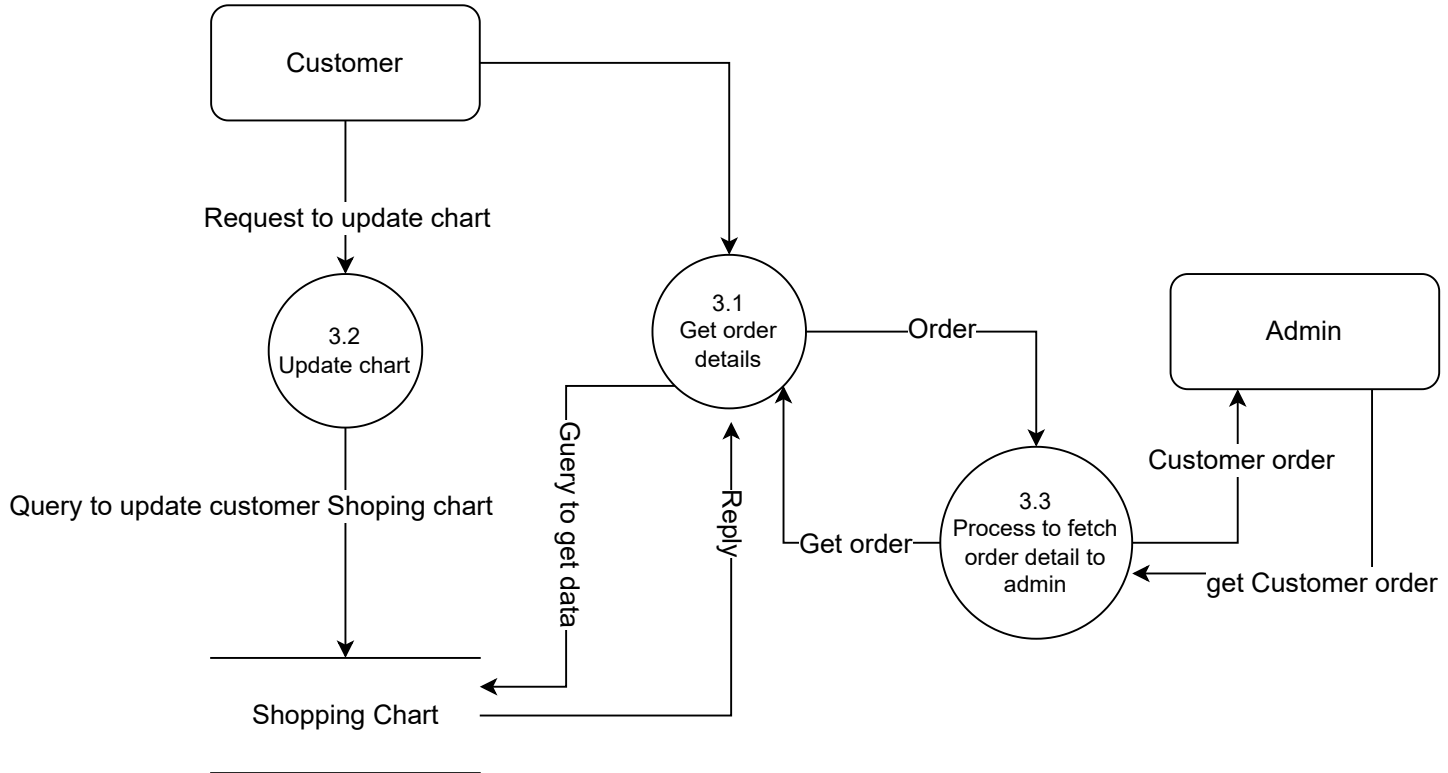 Customer
Request to update chart
3.2
Update chart
3.1
Get order
details
Order
Admin
Guery to get data
Reply
Customer order
Query to update customer Shoping chart
3.3
Process to fetch
order detail to
admin
Get order
get Customer order
Shopping Chart